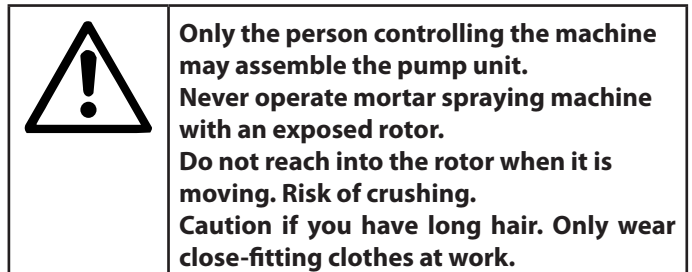 Only the person controlling the machine
may assemble the pump unit.
Never operate mortar spraying machine
with an exposed rotor.
Do not reach into the rotor when it is
moving. Risk of crushing.
Caution if you have long hair. Only wear
close-fitting clothes at work.